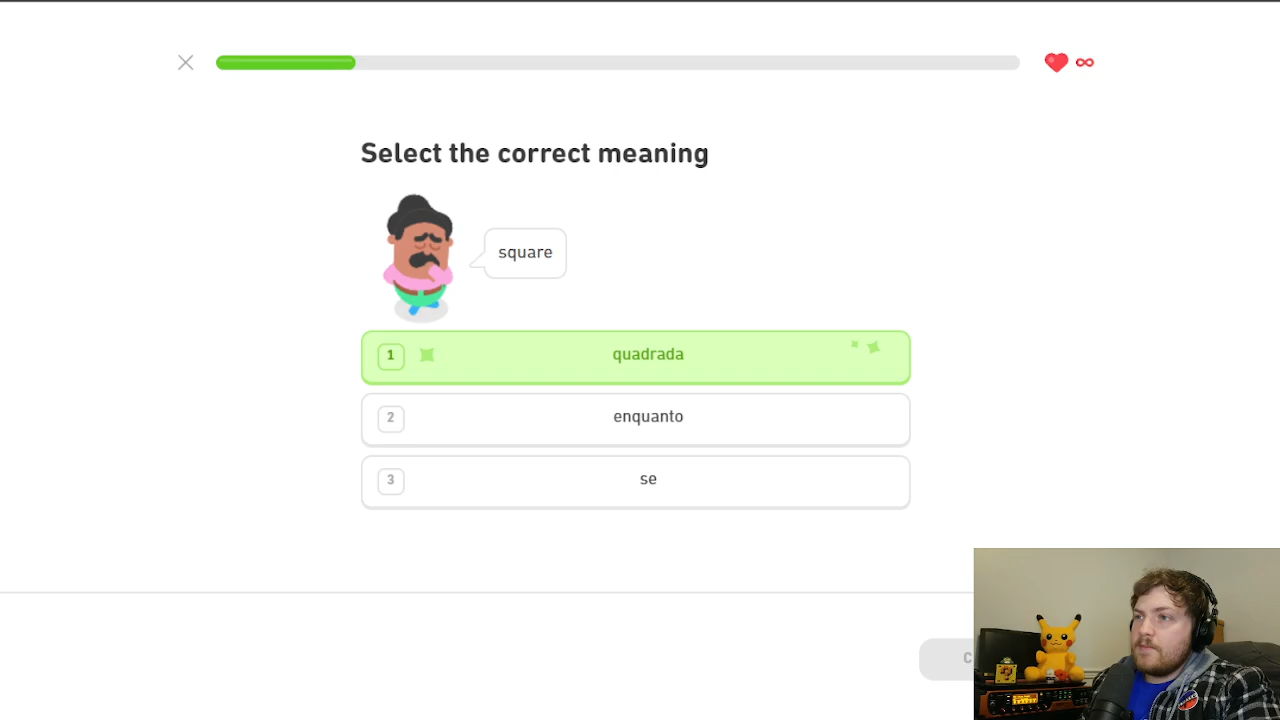 ∞
Select the correct meaning
square
1 quadrada
2 enquanto
3 se
C